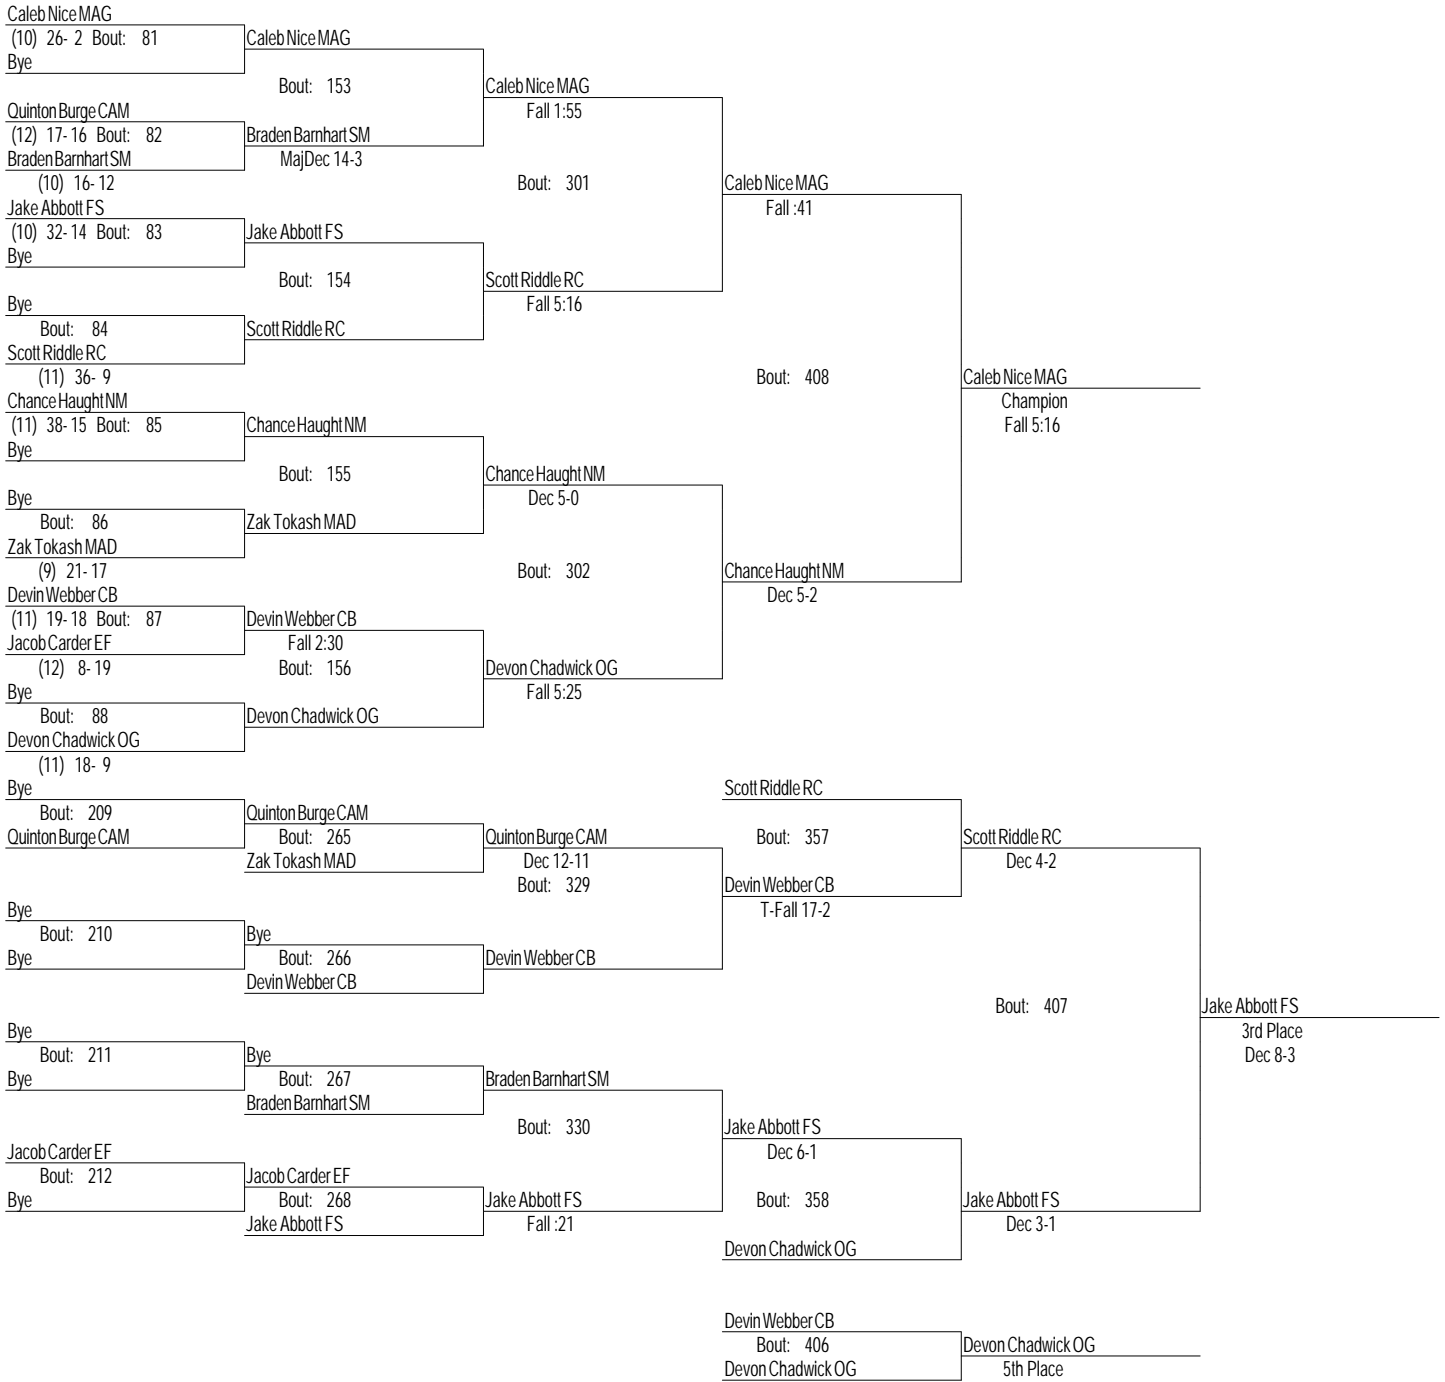 Caleb Nice MAG
(10) 26- 2 Bout: 81 Caleb Nice MAG
Bye
Bout: 153 Caleb Nice MAG
Quinton Burge CAM Fall 1:55
(12) 17- 16 Bout: 82 Braden Barnhart SM
Braden Barnhart SM MajDec 14-3
(10) 16- 12 Bout: 301 Caleb Nice MAG
Jake Abbott FS Fall :41
(10) 32- 14 Bout: 83 Jake Abbott FS
Bye
Bout: 154 Scott Riddle RC
Bye Fall 5:16
Bout: 84 Scott Riddle RC
Scott Riddle RC
(11) 36- 9 Bout: 408 Caleb Nice MAG
Chance Haught NM Champion
(11) 38- 15 Bout: 85 Chance Haught NM Fall 5:16
Bye
Bout: 155 Chance Haught NM
Bye Dec 5-0
Bout: 86 Zak Tokash MAD
Zak Tokash MAD
(9) 21- 17 Bout: 302 Chance Haught NM
Devin Webber CB Dec 5-2
(11) 19- 18 Bout: 87 Devin Webber CB
Jacob Carder EF Fall 2:30
(12) 8- 19 Bout: 156 Devon Chadwick OG
Bye Fall 5:25
Bout: 88 Devon Chadwick OG
Devon Chadwick OG
(11) 18- 9
Bye Scott Riddle RC
Bout: 209 Quinton Burge CAM
Quinton Burge CAM Bout: 265 Quinton Burge CAM Bout: 357 Scott Riddle RC
Zak Tokash MAD Dec 12-11 Dec 4-2
Bout: 329 Devin Webber CB
Bye T-Fall 17-2
Bout: 210 Bye
Bye Bout: 266 Devin Webber CB
Devin Webber CB
Bout: 407 Jake Abbott FS
Bye 3rd Place
Bout: 211 Bye Dec 8-3
Bye Bout: 267 Braden Barnhart SM
Braden Barnhart SM
Bout: 330 Jake Abbott FS
Jacob Carder EF Dec 6-1
Bout: 212 Jacob Carder EF
Bye Bout: 268 Jake Abbott FS Bout: 358 Jake Abbott FS
Jake Abbott FS Fall :21 Dec 3-1
Devon Chadwick OG
Devin Webber CB
Bout: 406 Devon Chadwick OG
Devon Chadwick OG 5th Place